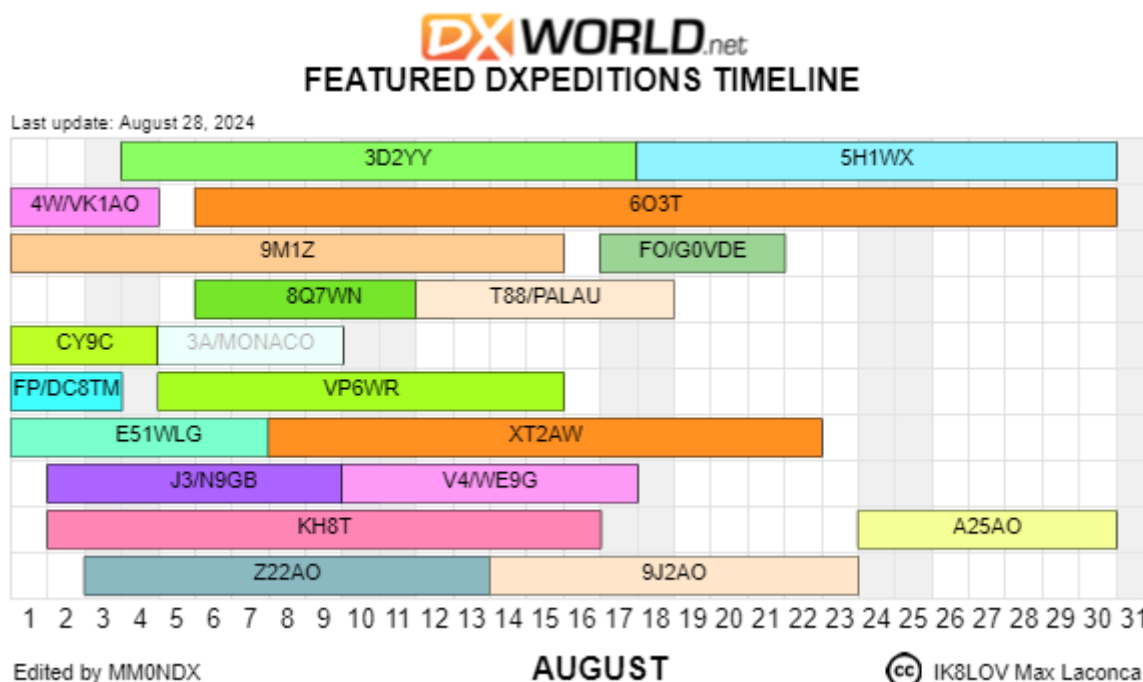 DX WORLD.net
FEATURED DXPEDITIONS TIMELINE
Last update: August 28, 2024
3D2YY 5H1WX
4W/VK1AO 6O3T
9M1Z FO/G0VDE
8Q7WN T88/PALAU
CY9C 3A/MONACO
FP/DC8TM VP6WR
E51WLG XT2AW
J3/N9GB V4/WE9G
KH8T A25AO
Z22AO 9J2AO
1 2 3 4 5 6 7 8 9 10 11 12 13 14 15 16 17 18 19 20 21 22 23 24 25 26 27 28 29 30 31
Edited by MM0NDX AUGUST cc IK8LOV Max Laconca